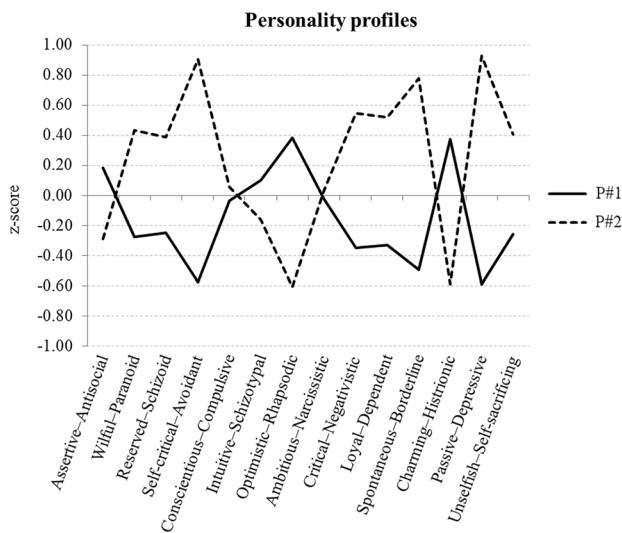 Personality profiles
1.00
0.80
0.60
0.40
0.20
0.00
-0.20
-0.40
-0.60
-0.80
-1.00
z-score
P#1
P#2
Assertive–Antisocial
Wilful–Paranoid
Reserved–Schizoid
Self-critical–Avoidant
Conscientious–Compulsive
Intuitive–Schizotypal
Optimistic–Rhapsodic
Ambitious–Narcissistic
Critical–Negativistic
Loyal–Dependent
Spontaneous–Borderline
Charming–Histrionic
Passive–Depressive
Unselfish–Self-sacrificing